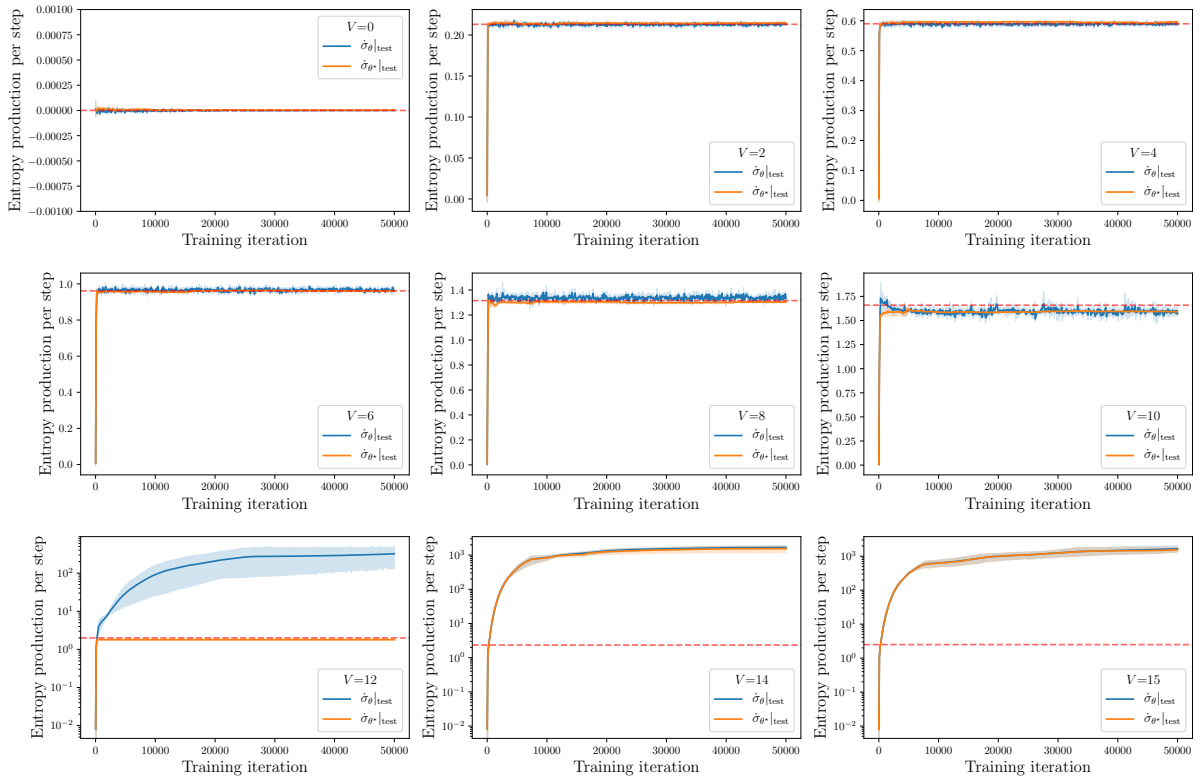 Entropy production per step
0.00100
0.00075
0.00050
0.00025
0.00000
−0.00025
−0.00050
−0.00075
−0.00100
V=0
σ̇θ|test
σ̇θ⋆|test
0 10000 20000 30000 40000 50000
Training iteration
Entropy production per step
0.20
0.15
0.10
0.05
0.00
V=2
σ̇θ|test
σ̇θ⋆|test
0 10000 20000 30000 40000 50000
Training iteration
Entropy production per step
0.6
0.5
0.4
0.3
0.2
0.1
0.0
V=4
σ̇θ|test
σ̇θ⋆|test
0 10000 20000 30000 40000 50000
Training iteration
Entropy production per step
1.0
0.8
0.6
0.4
0.2
0.0
V=6
σ̇θ|test
σ̇θ⋆|test
0 10000 20000 30000 40000 50000
Training iteration
Entropy production per step
1.4
1.2
1.0
0.8
0.6
0.4
0.2
0.0
V=8
σ̇θ|test
σ̇θ⋆|test
0 10000 20000 30000 40000 50000
Training iteration
Entropy production per step
1.75
1.50
1.25
1.00
0.75
0.50
0.25
0.00
V=10
σ̇θ|test
σ̇θ⋆|test
0 10000 20000 30000 40000 50000
Training iteration
Entropy production per step
10²
10¹
10⁰
10⁻¹
10⁻²
V=12
σ̇θ|test
σ̇θ⋆|test
0 10000 20000 30000 40000 50000
Training iteration
Entropy production per step
10³
10²
10¹
10⁰
10⁻¹
10⁻²
V=14
σ̇θ|test
σ̇θ⋆|test
0 10000 20000 30000 40000 50000
Training iteration
Entropy production per step
10³
10²
10¹
10⁰
10⁻¹
10⁻²
V=15
σ̇θ|test
σ̇θ⋆|test
0 10000 20000 30000 40000 50000
Training iteration